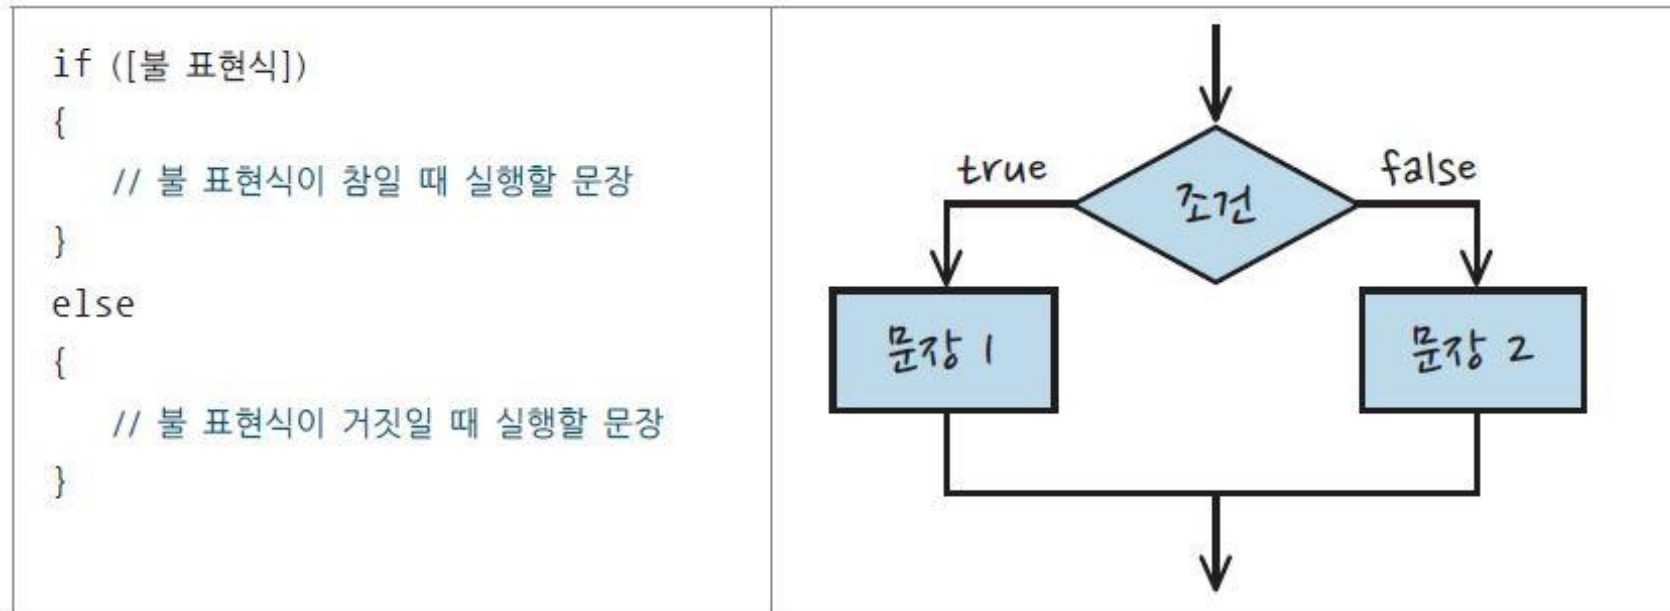 if ([불 표현식])
{
// 불 표현식이 참일 때 실행할 문장
}
else
{
// 불 표현식이 거짓일 때 실행할 문장
}
true
false
조건
문장 1
문장 2